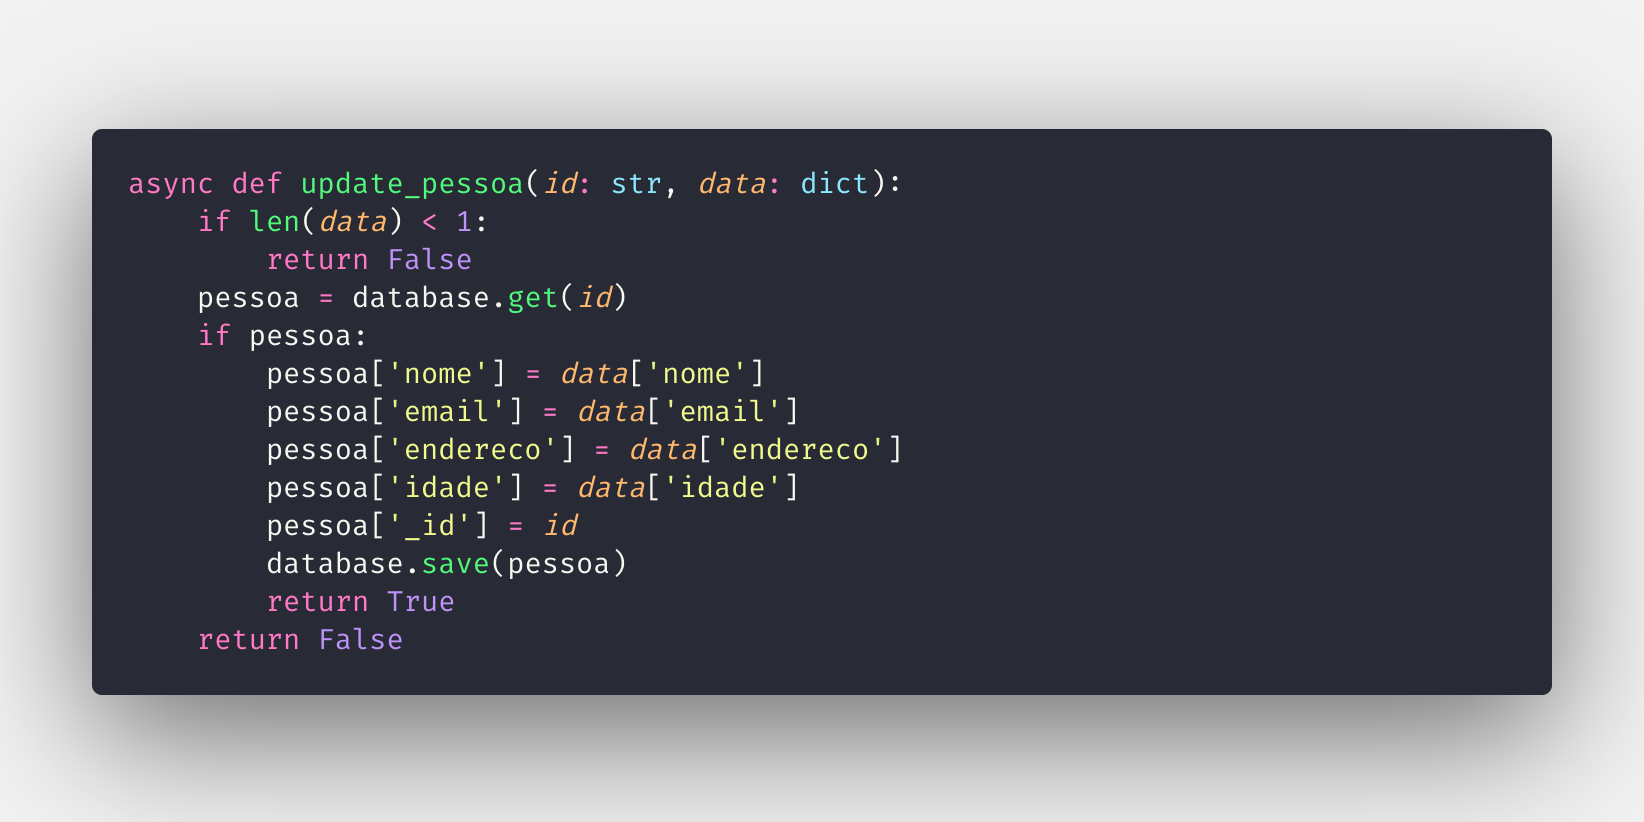 async def update_pessoa(id: str, data: dict):
    if len(data) < 1:
        return False
    pessoa = database.get(id)
    if pessoa:
        pessoa['nome'] = data['nome']
        pessoa['email'] = data['email']
        pessoa['endereco'] = data['endereco']
        pessoa['idade'] = data['idade']
        pessoa['_id'] = id
        database.save(pessoa)
        return True
    return False